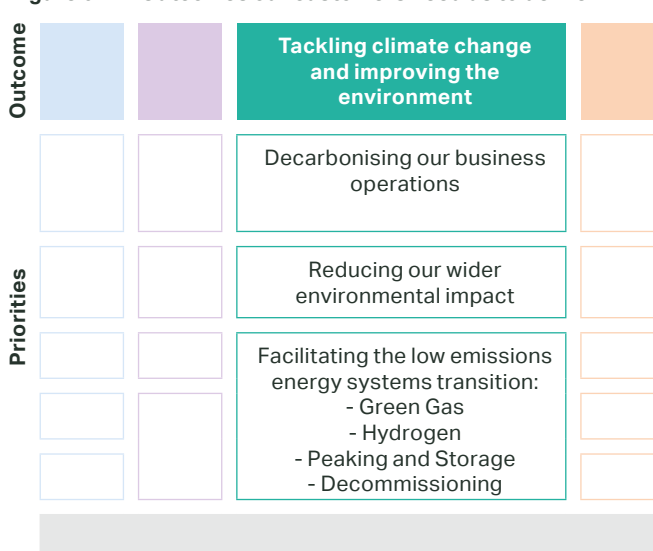 Outcome
Tackling climate change
and improving the
environment
Priorities
Decarbonising our business
operations
Reducing our wider
environmental impact
Facilitating the low emissions
energy systems transition:
- Green Gas
- Hydrogen
- Peaking and Storage
- Decommissioning